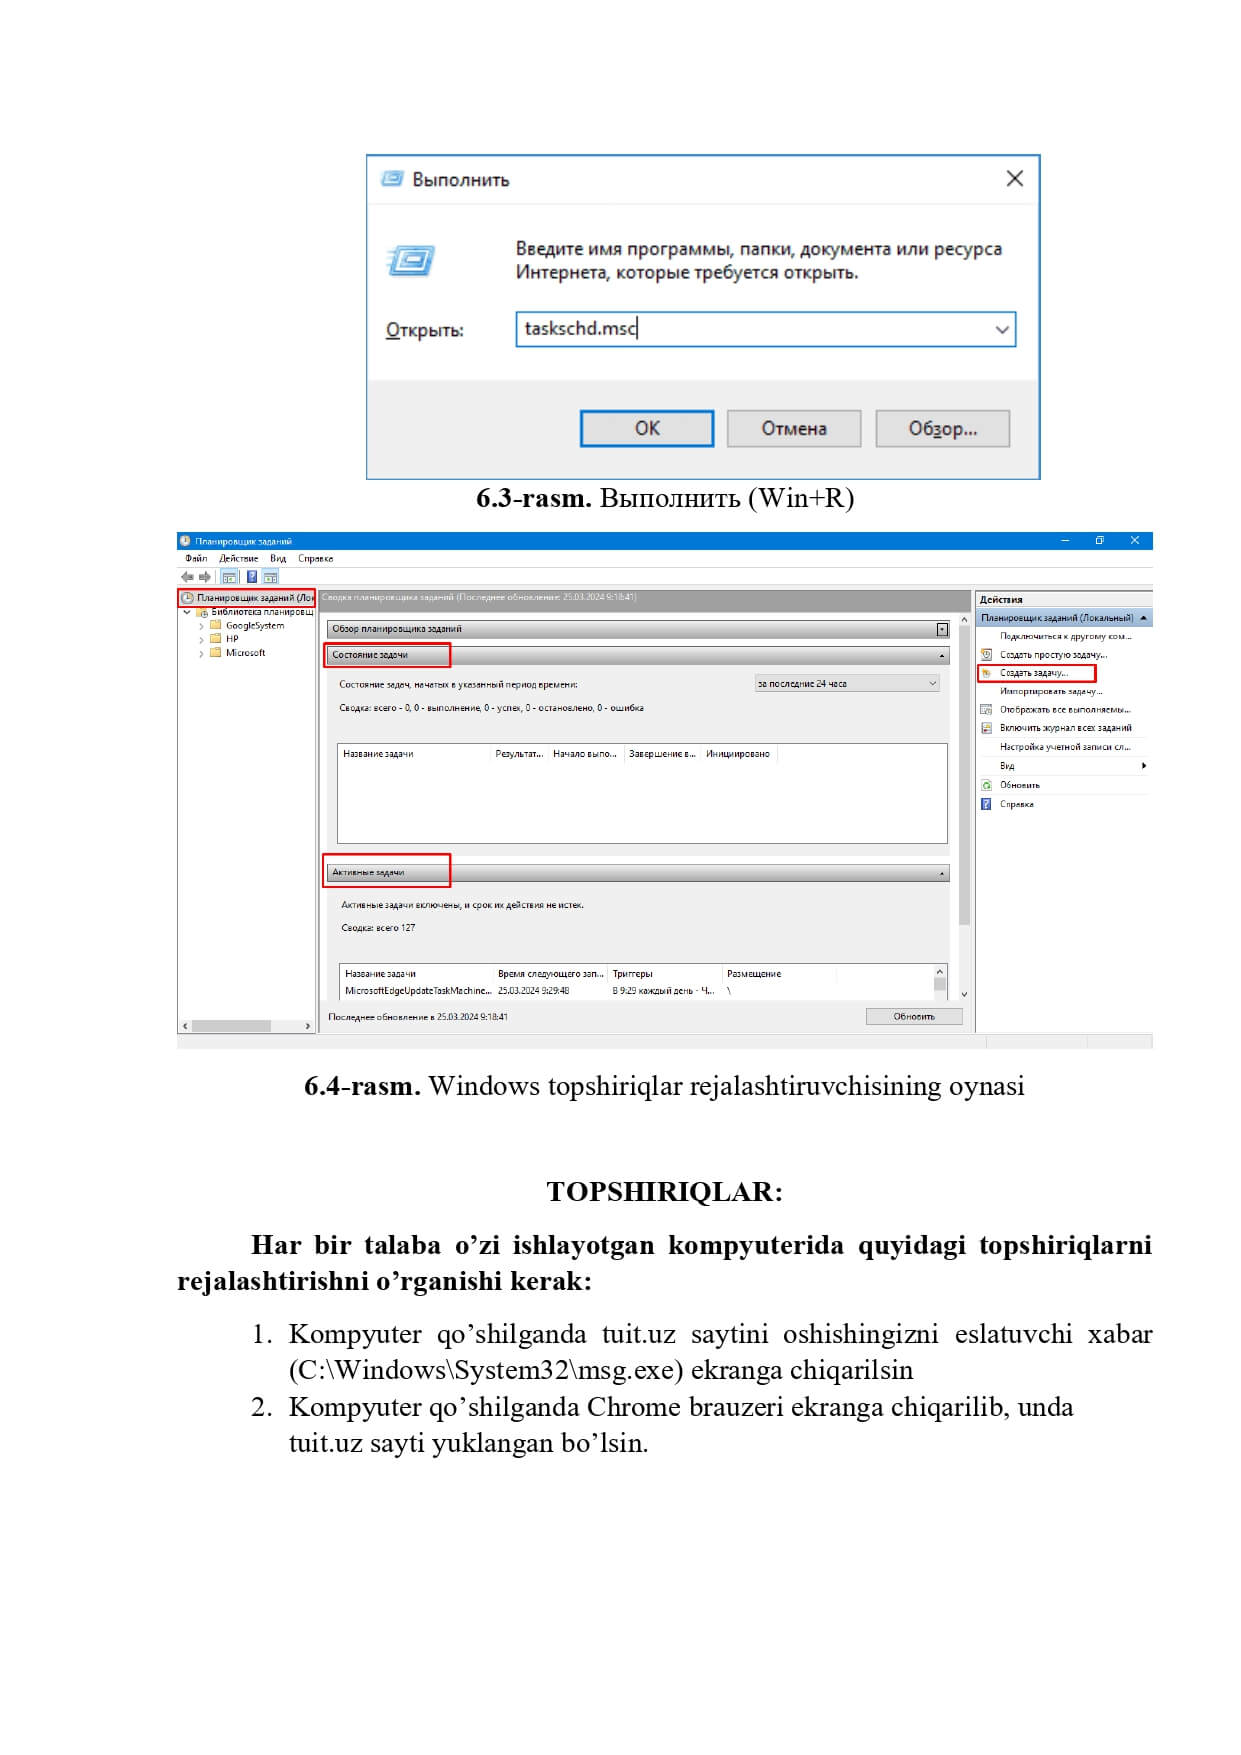 Выполнить
Введите имя программы, папки, документа или ресурса
Интернета, которые требуется открыть.
Открыть:
taskschd.msc
ОК
Отмена
Обзор...
6.3-rasm. Выполнить (Win+R)
Планировщик заданий
Файл Действие Вид Справка
Планировщик заданий (Лок
Библиотека планировщ
GoogleSystem
HP
Microsoft
Сводка планировщика заданий (Последнее обновление: 25.03.2024 9:18:41)
Обзор планировщика заданий
Состояние задачи
Состояние задач, начатых в указанный период времени:
за последние 24 часа
Сводка: всего - 0, 0 - выполнение, 0 - успех, 0 - остановлено, 0 - ошибка
Название задачи Результат... Начало выпо... Завершение в... Инициировано
Активные задачи
Активные задачи включены, и срок их действия не истек.
Сводка: всего 127
Название задачи Время следующего зап... Триггеры Размещение
MicrosoftEdgeUpdateTaskMachine... 25.03.2024 9:29:48 В 9:29 каждый день - Ч... \
Последнее обновление в 25.03.2024 9:18:41
Обновить
Действия
Планировщик заданий (Локальный)
Подключиться к другому ком...
Создать простую задачу...
Создать задачу...
Импортировать задачу...
Отображать все выполняемы...
Включить журнал всех заданий
Настройка учетной записи сл...
Вид
Обновить
Справка
6.4-rasm. Windows topshiriqlar rejalashtiruvchisining oynasi
TOPSHIRIQLAR:
Har bir talaba o’zi ishlayotgan kompyuterida quyidagi topshiriqlarni
rejalashtirishni o’rganishi kerak:
1. Kompyuter qo’shilganda tuit.uz saytini oshishingizni eslatuvchi xabar
(C:\Windows\System32\msg.exe) ekranga chiqarilsin
2. Kompyuter qo’shilganda Chrome brauzeri ekranga chiqarilib, unda
tuit.uz sayti yuklangan bo’lsin.